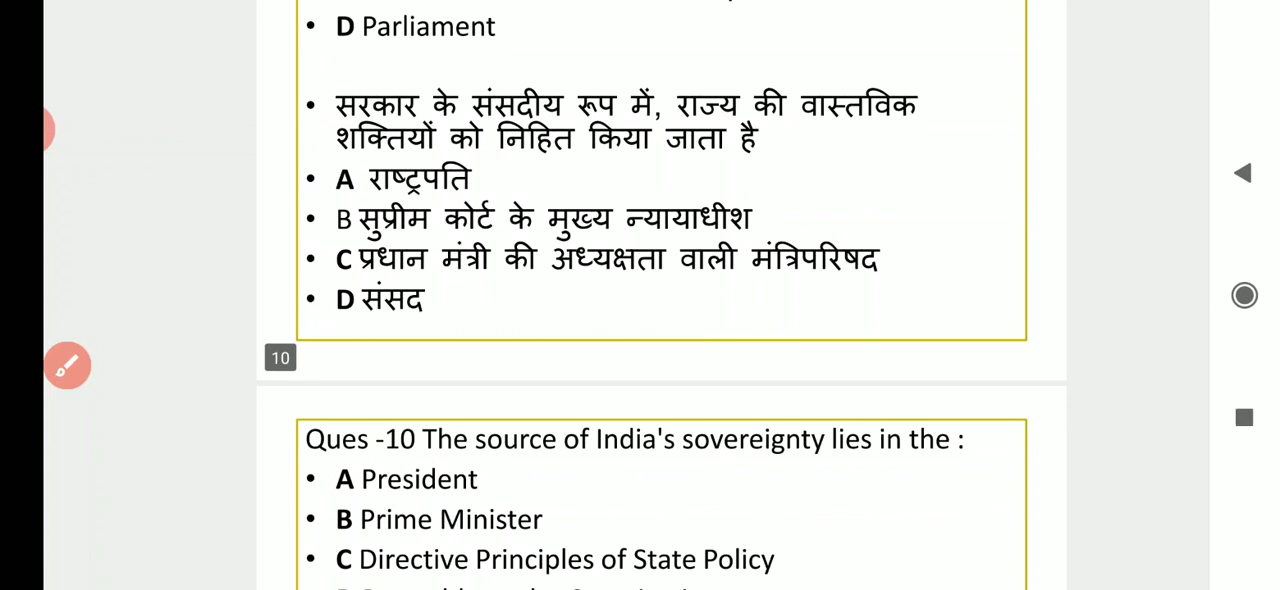 • D Parliament
• सरकार के संसदीय रूप में, राज्य की वास्तविक
शक्तियों को निहित किया जाता है
• A राष्ट्रपति
• B सुप्रीम कोर्ट के मुख्य न्यायाधीश
• C प्रधान मंत्री की अध्यक्षता वाली मंत्रिपरिषद
• D संसद
10
Ques -10 The source of India's sovereignty lies in the :
• A President
• B Prime Minister
• C Directive Principles of State Policy